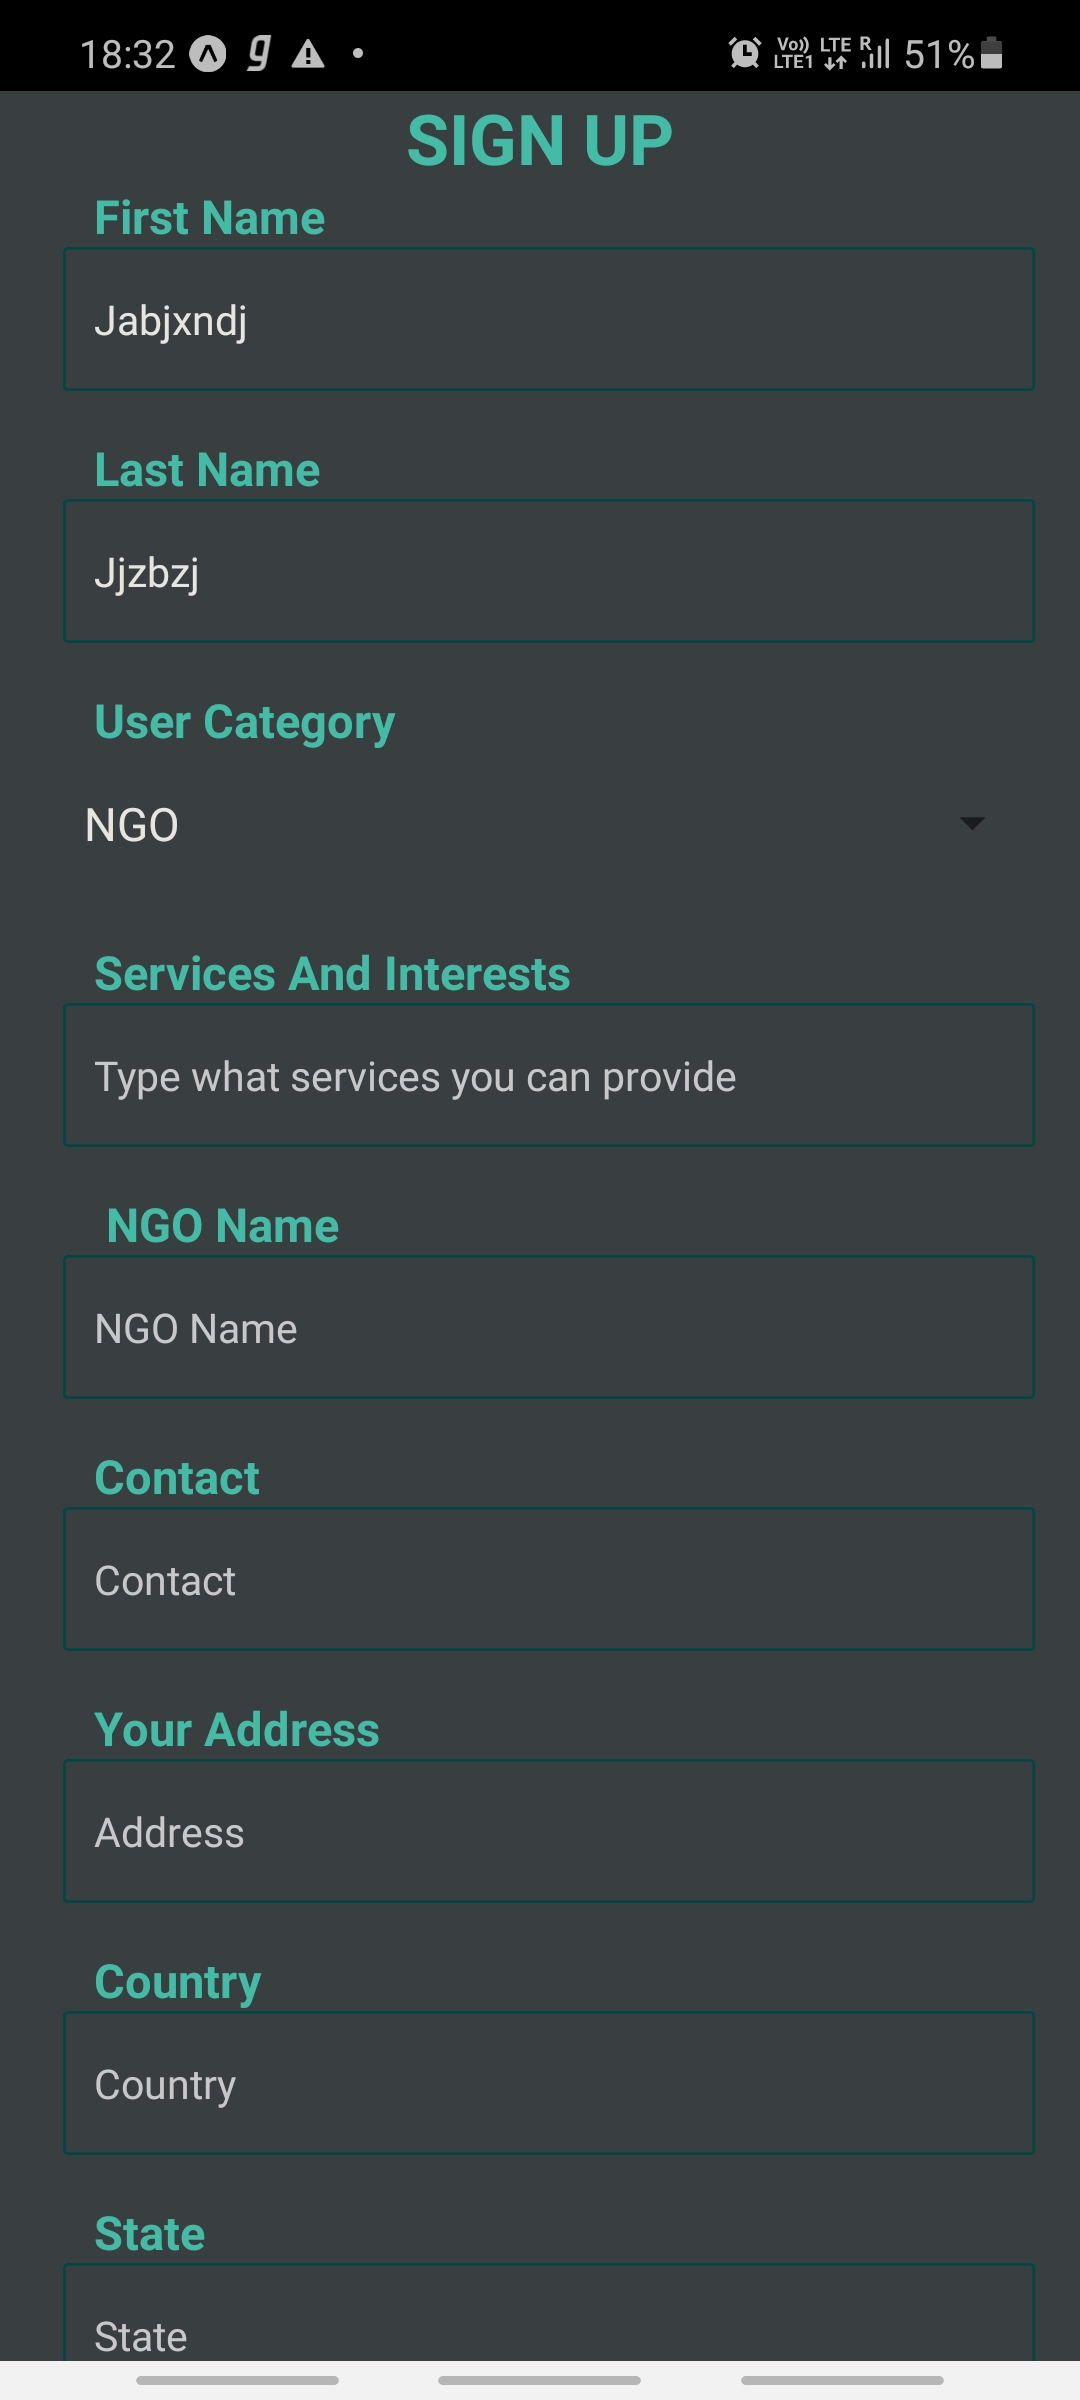 18:32 g Vo)) LTE1 LTE R 51%
SIGN UP
First Name
Jabjxndj
Last Name
Jjzbzj
User Category
NGO
Services And Interests
Type what services you can provide
NGO Name
NGO Name
Contact
Contact
Your Address
Address
Country
Country
State
State